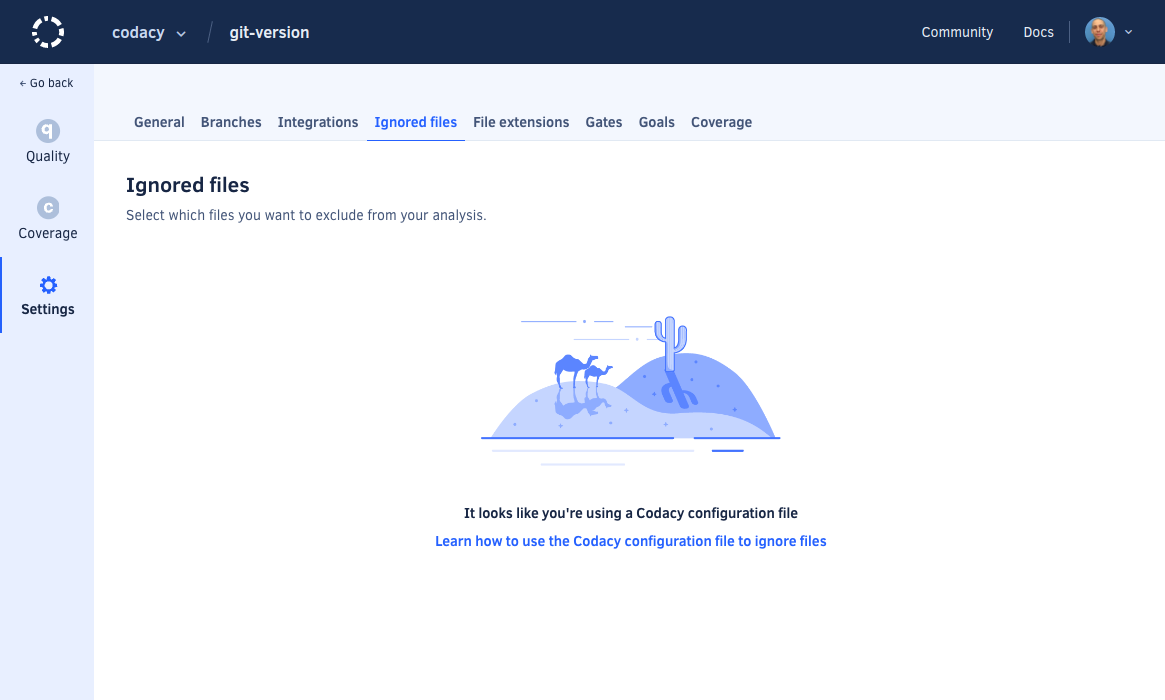 codacy / git-version
Community
Docs
← Go back
Quality
Coverage
Settings
General Branches Integrations Ignored files File extensions Gates Goals Coverage
Ignored files
Select which files you want to exclude from your analysis.
It looks like you're using a Codacy configuration file
Learn how to use the Codacy configuration file to ignore files